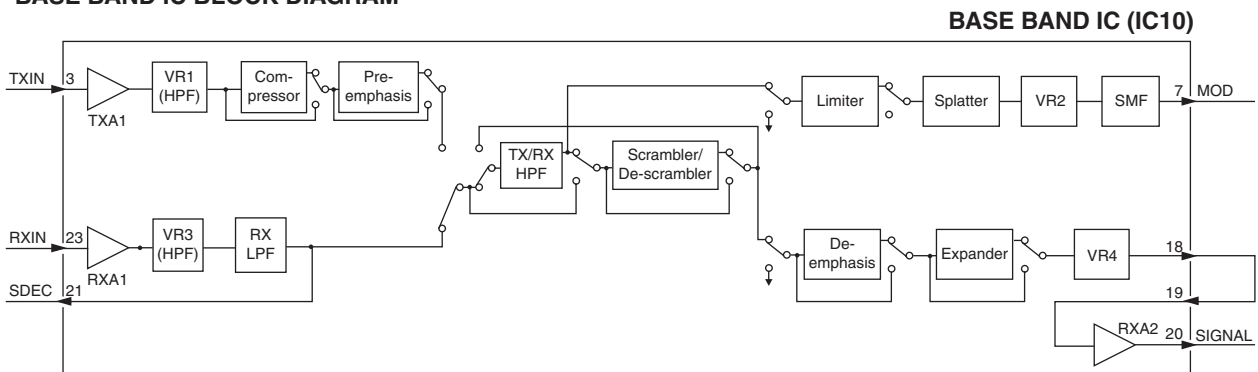 BASE BAND IC BLOCK DIAGRAM
BASE BAND IC (IC10)
TXIN
3
TXA1
VR1
(HPF)
Com-
pressor
Pre-
emphasis
Limiter
Splatter
VR2
SMF
7
MOD
TX/RX
HPF
Scrambler/
De-scrambler
RXIN
23
RXA1
VR3
(HPF)
RX
LPF
SDEC
21
De-
emphasis
Expander
VR4
18
19
RXA2
20
SIGNAL